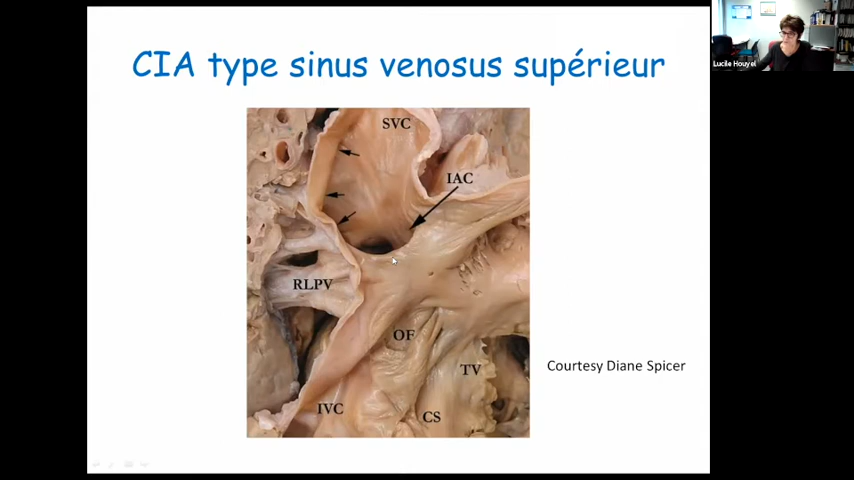 CIA type sinus venosus supérieur
Lucile Houyel
SVC
IAC
RLPV
OF
Courtesy Diane Spicer
TV
IVC
CS